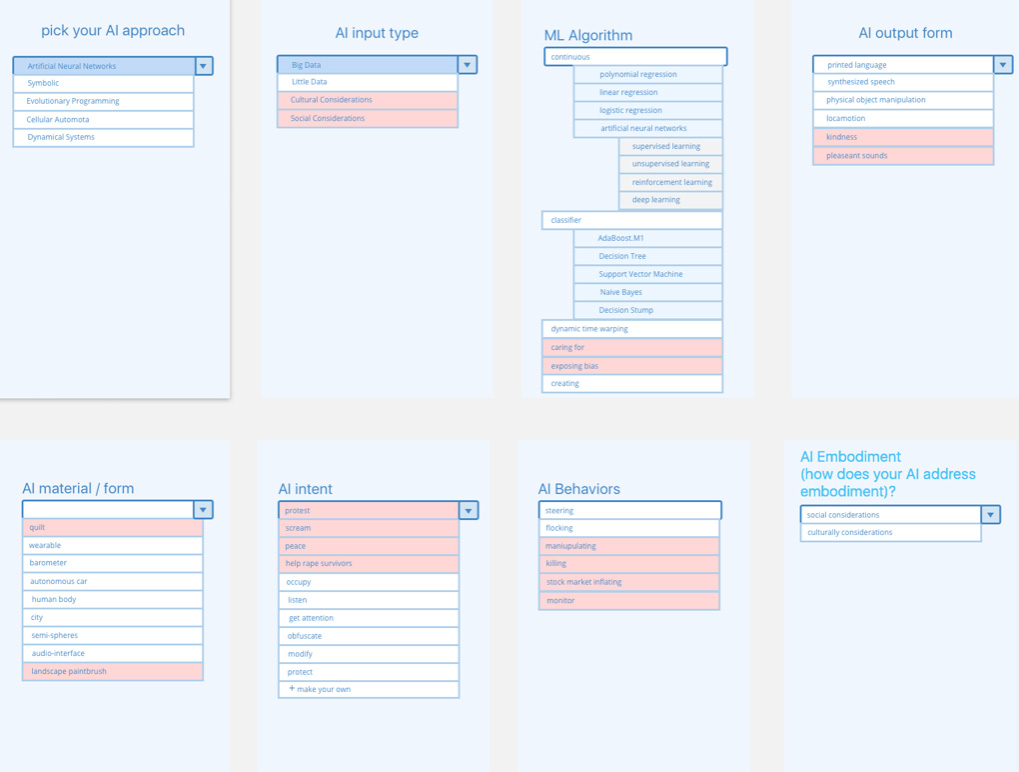 pick your AI approach
Artificial Neural Networks
Symbolic
Evolutionary Programming
Cellular Automota
Dynamical Systems
AI input type
Big Data
Little Data
Cultural Considerations
Social Considerations
ML Algorithm
continuous
polynomial regression
linear regression
logistic regression
artificial neural networks
supervised learning
unsupervised learning
reinforcement learning
deep learning
classifier
AdaBoost.M1
Decision Tree
Support Vector Machine
Naive Bayes
Decision Stump
dynamic time warping
caring for
exposing bias
creating
AI output form
printed language
synthesized speech
physical object manipulation
locomotion
kindness
pleaseant sounds
AI material / form
quilt
wearable
barometer
autonomous car
human body
city
semi-spheres
audio-interface
landscape paintbrush
AI intent
protest
scream
peace
help rape survivors
occupy
listen
get attention
obfuscate
modify
protect
+ make your own
AI Behaviors
steering
flocking
maniupulating
killing
stock market inflating
monitor
AI Embodiment
(how does your AI address
embodiment)?
social considerations
culturally considerations